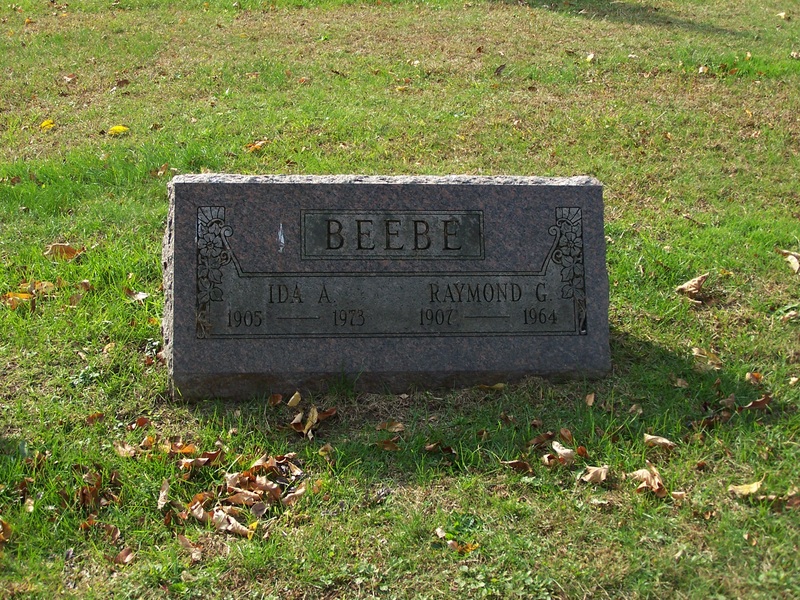 BEEBE
IDA A. RAYMOND G.
1905 — 1973 1907 — 1964